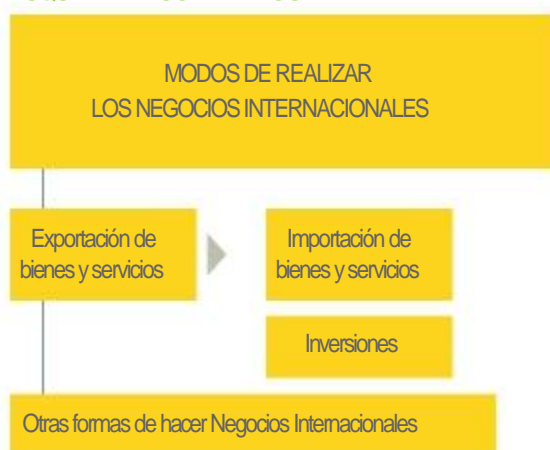 MODOS DE REALIZAR
LOS NEGOCIOS INTERNACIONALES
Exportación de
bienes y servicios
Importación de
bienes y servicios
Inversiones
Otras formas de hacer Negocios Internacionales